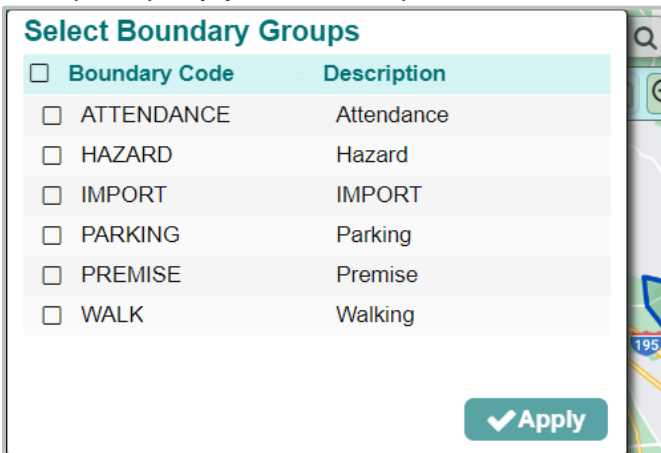 Select Boundary Groups
Boundary Code Description
ATTENDANCE Attendance
HAZARD Hazard
IMPORT IMPORT
PARKING Parking
PREMISE Premise
WALK Walking
195
Apply